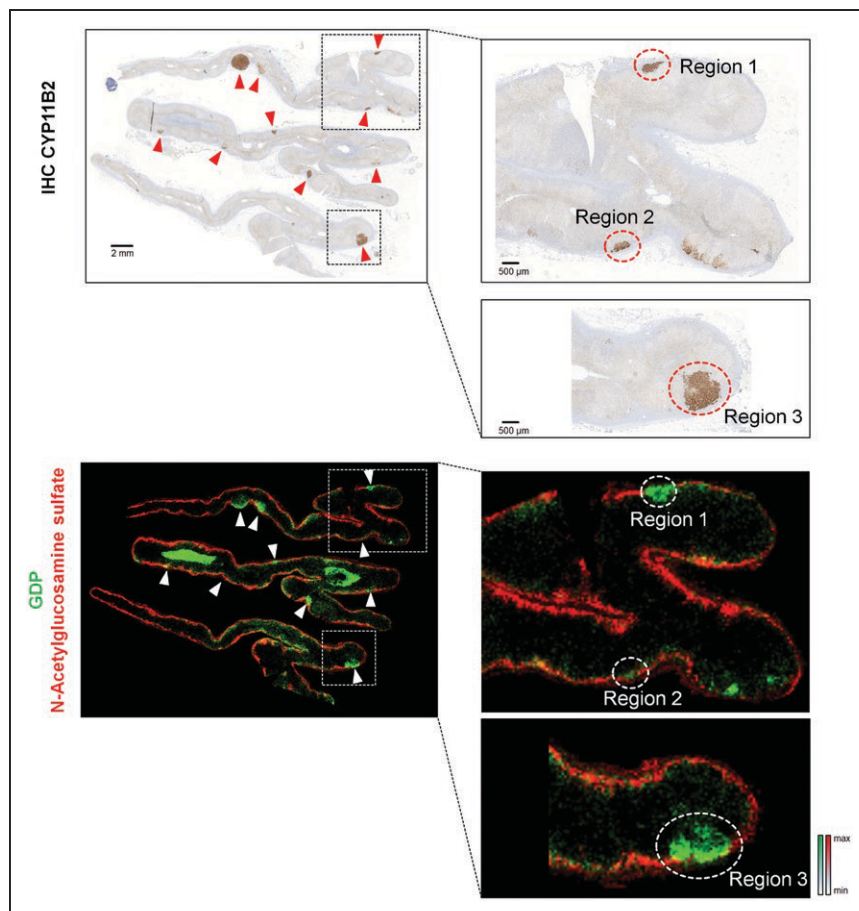 IHC CYP11B2
2 mm
Region 1
Region 2
500 µm
Region 3
500 µm
GDP
N-Acetylglucosamine sulfate
Region 1
Region 2
Region 3
max
min